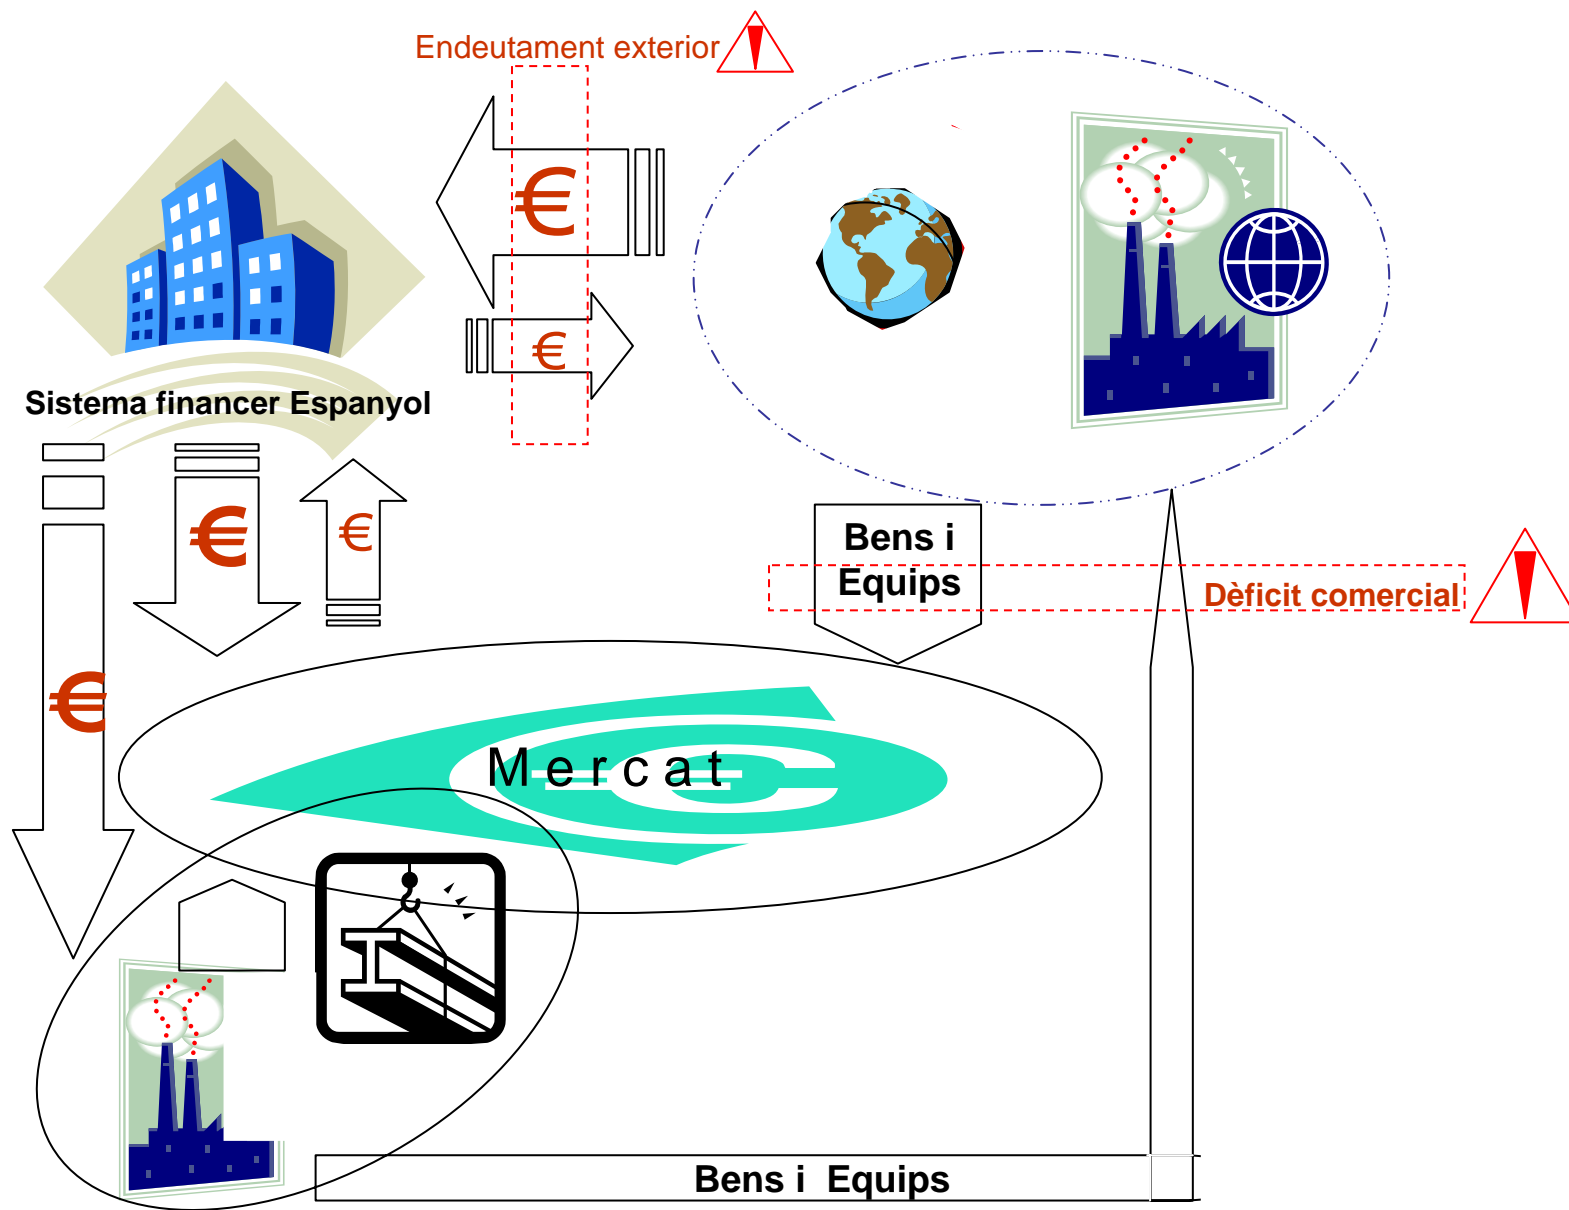 Endeutament exterior
€
€
Sistema financer Espanyol
€
€
Bens i
Equips
Dèficit comercial
€
Mercat
Bens i Equips